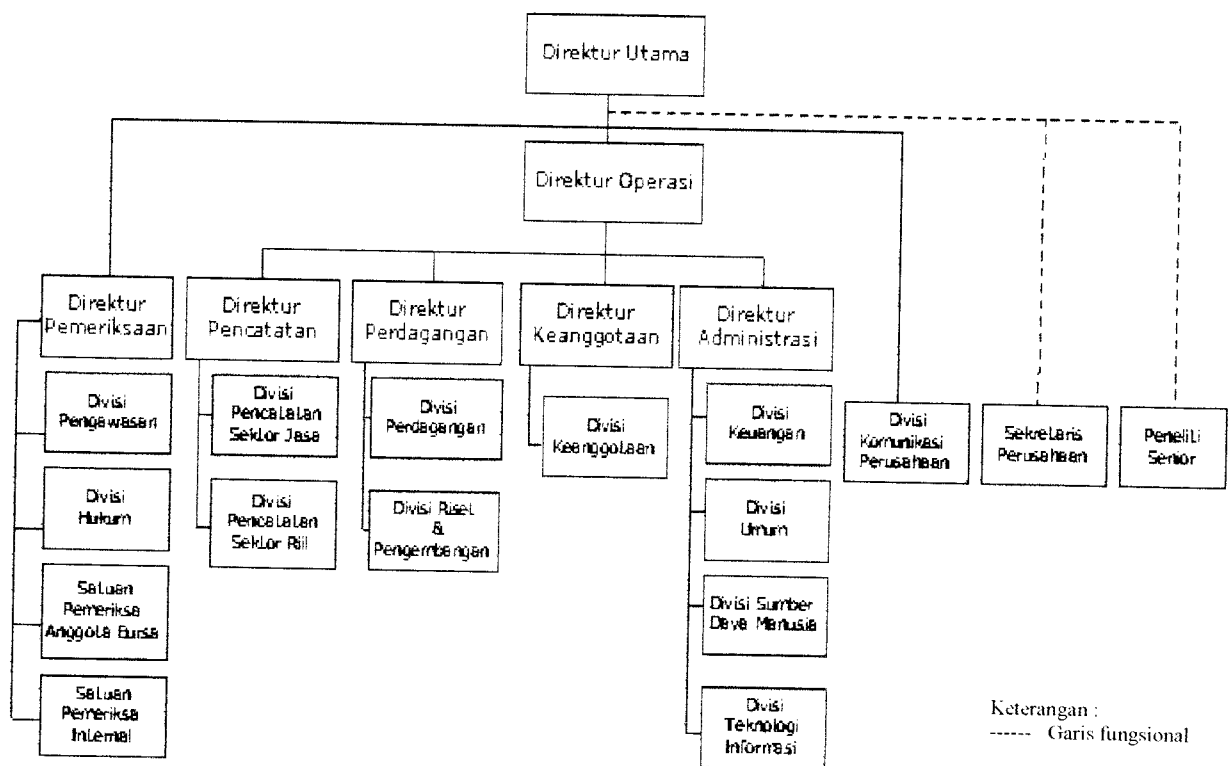 Direktur Utama
Direktur Operasi
Direktur
Pemeriksaan
Direktur
Pencatatan
Direktur
Perdagangan
Direktur
Keanggotaan
Direktur
Administrasi
Divisi
Pengawasan
Divisi
Pencatatan
Sektor Jasa
Divisi
Perdagangan
Divisi
Keanggotaan
Divisi
Keuangan
Divisi
Komunikasi
Perusahaan
Sekretaris
Perusahaan
Peneliti
Senior
Divisi
Hukum
Divisi
Pencatatan
Sektor Riil
Divisi Riset
&
Pengembangan
Divisi
Umum
Satuan
Pemeriksa
Anggota Bursa
Divisi Sumber
Daya Manusia
Satuan
Pemeriksa
Internal
Divisi
Teknologi
Informasi
Keterangan :
------ Garis fungsional